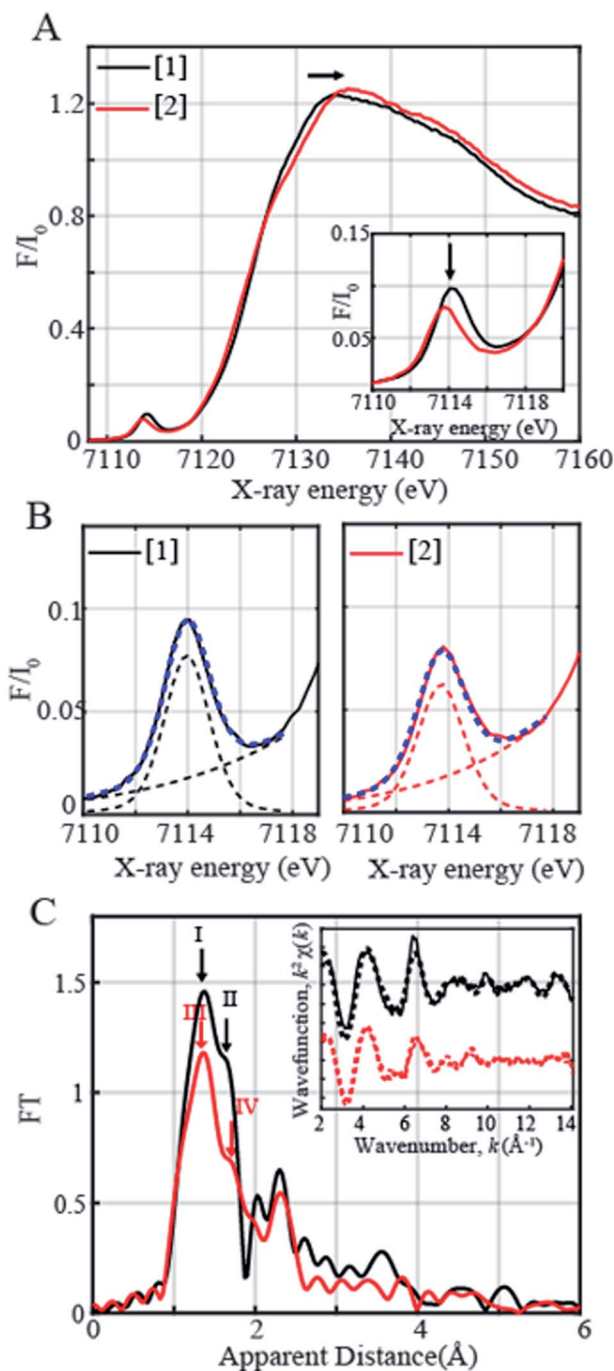 A
[1]
[2]
1.2
0.8
0.4
0
F/I0
7110 7120 7130 7140 7150 7160
X-ray energy (eV)
0.15
0.05
F/I0
7110 7114 7118
X-ray energy (eV)
B
[1]
[2]
0.1
0.05
0
F/I0
7110 7114 7118
7110 7114 7118
X-ray energy (eV) X-ray energy (eV)
C
I
II
III
IV
1.5
1
0.5
0
FT
0 2 4 6
Apparent Distance(Å)
Wavefunction, k² χ(k)
2 4 6 8 10 12 14
Wavenumber, k(Å⁻¹)